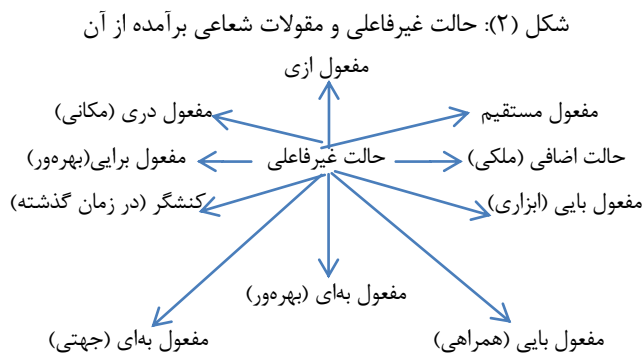 شکل (۲): حالت غیرفاعلی و مقولات شعاعی برآمده از آن
مفعول ازی
مفعول مستقیم
مفعول دری (مکانی)
حالت اضافی (ملکی)
حالت غیرفاعلی
مفعول برایی(بهره‌ور)
مفعول بایی (ابزاری)
کنشگر (در زمان گذشته)
مفعول به‌ای (بهره‌ور)
مفعول بایی (همراهی)
مفعول به‌ای (جهتی)